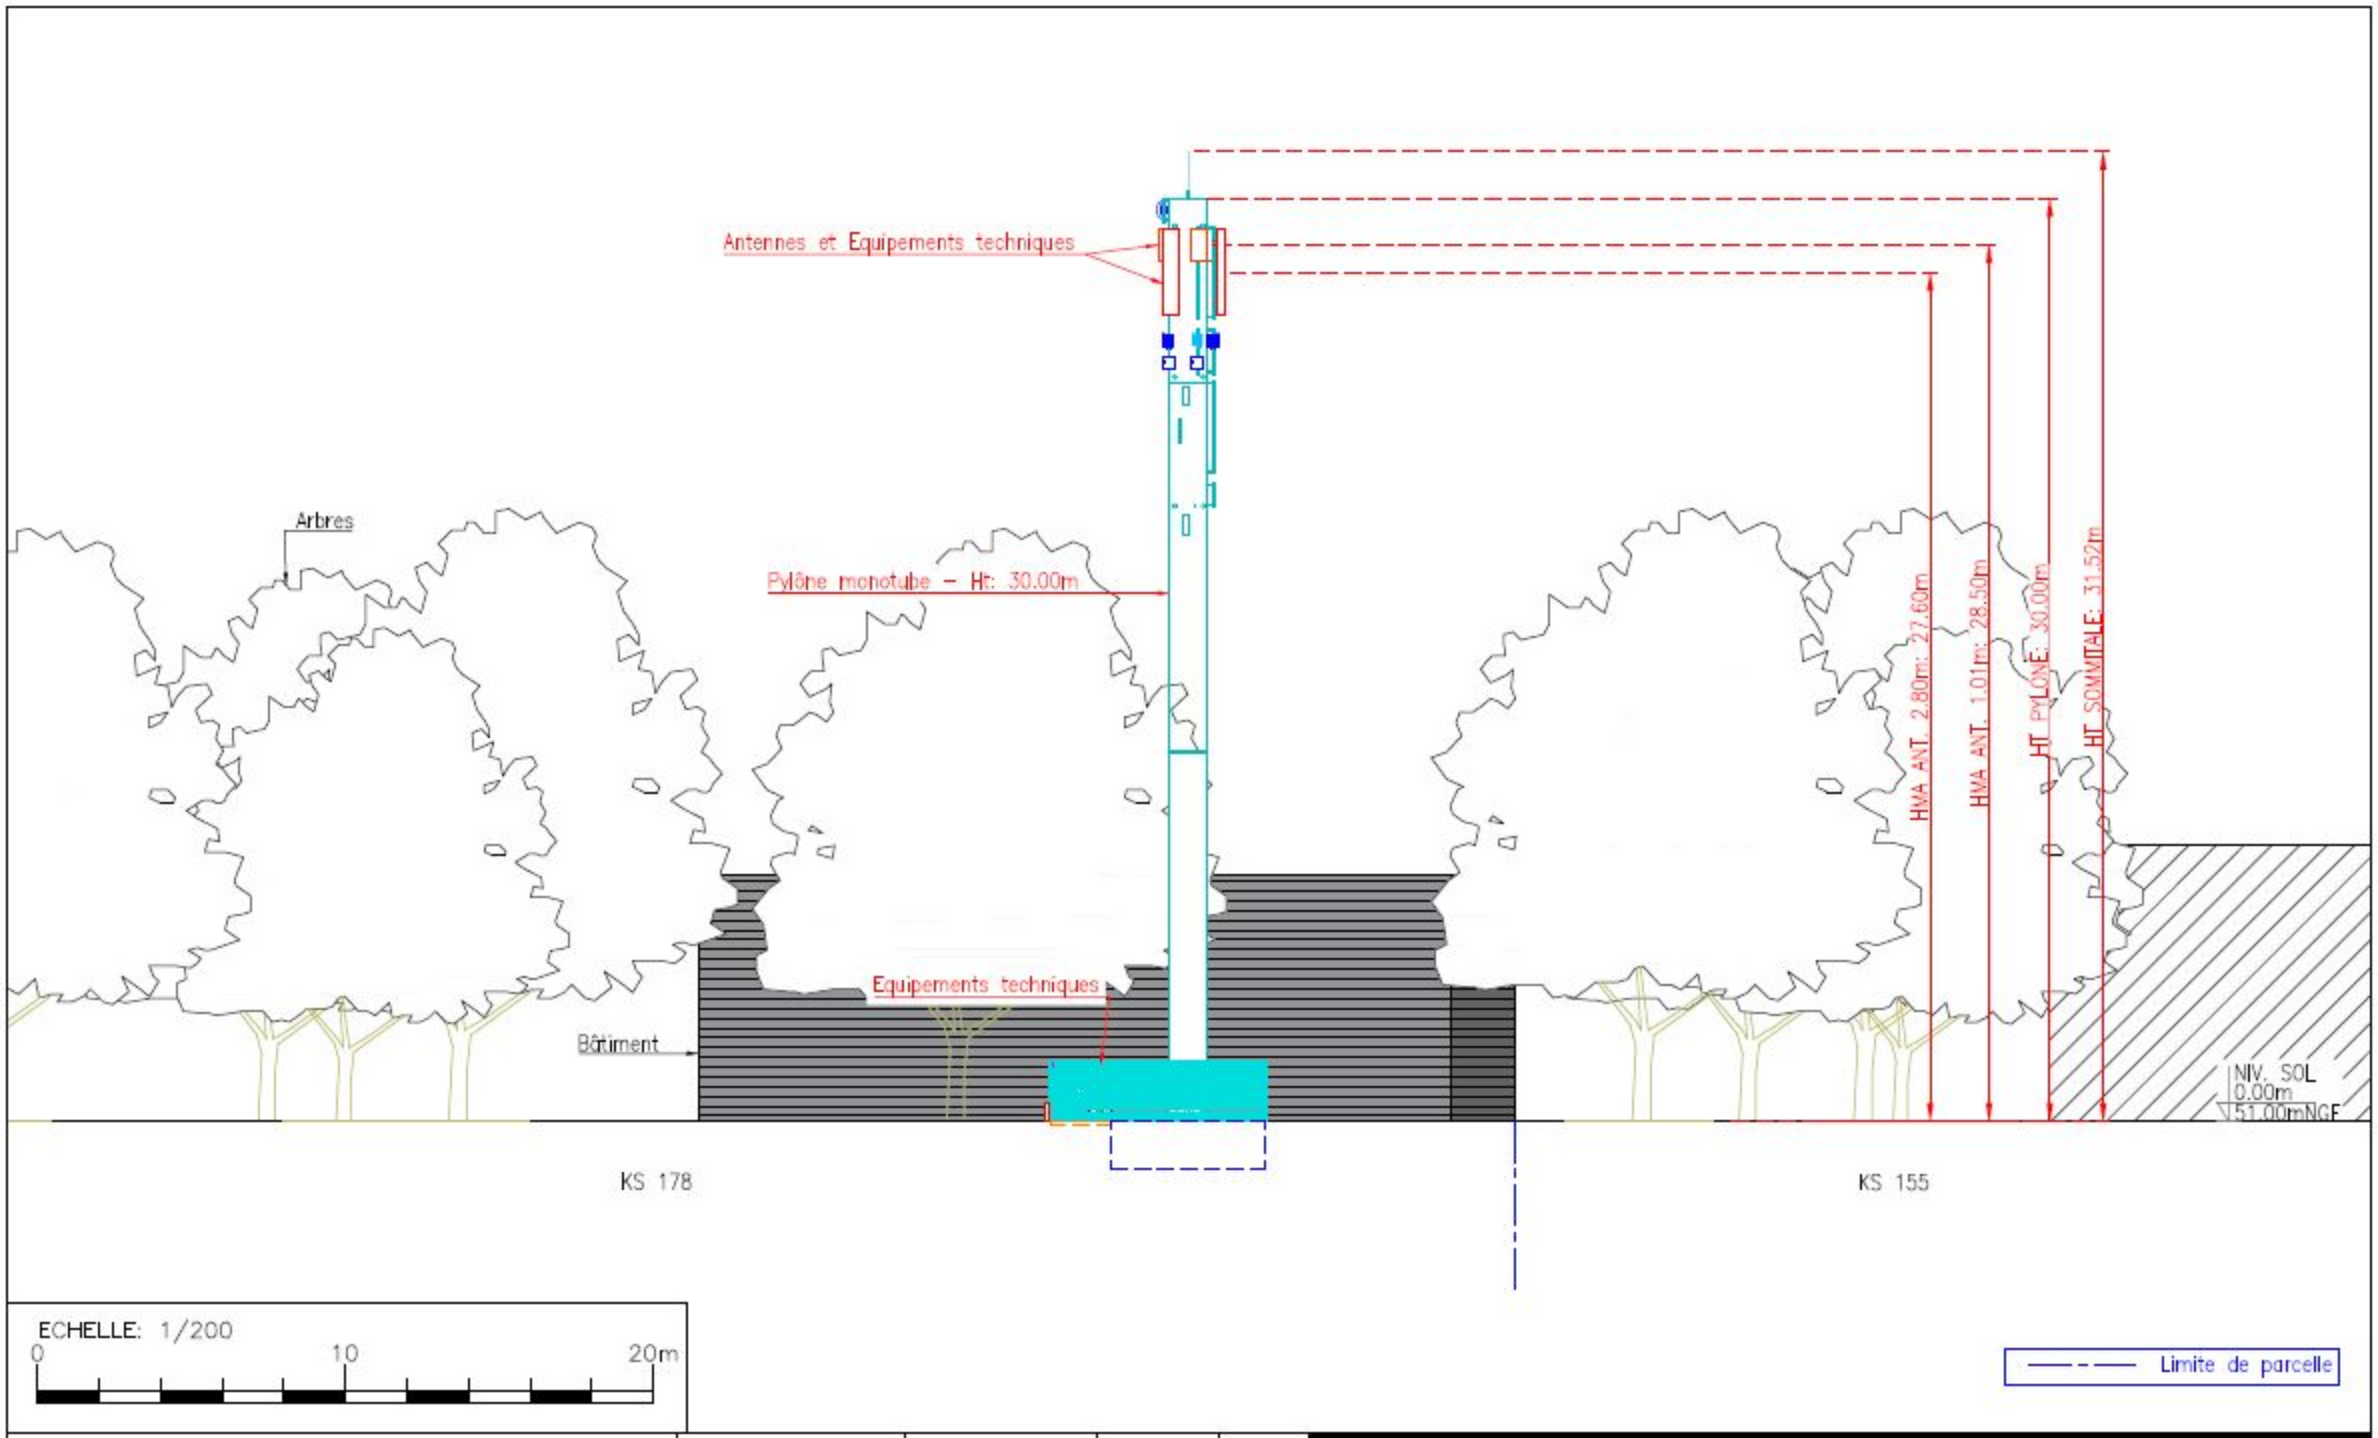 Antennes et Equipements techniques
Arbres
Pylône monotube – Ht: 30.00m
HMA ANT. 2.80m: 27.60m
HMA ANT. 1.01m: 28.50m
HT PYLONE: 30.00m
HT SOMMITALE: 31.52m
Equipements techniques
Bâtiment
NIV. SOL
0.00m
51.00mNGF
KS 178
KS 155
ECHELLE: 1/200
0 10 20m
Limite de parcelle